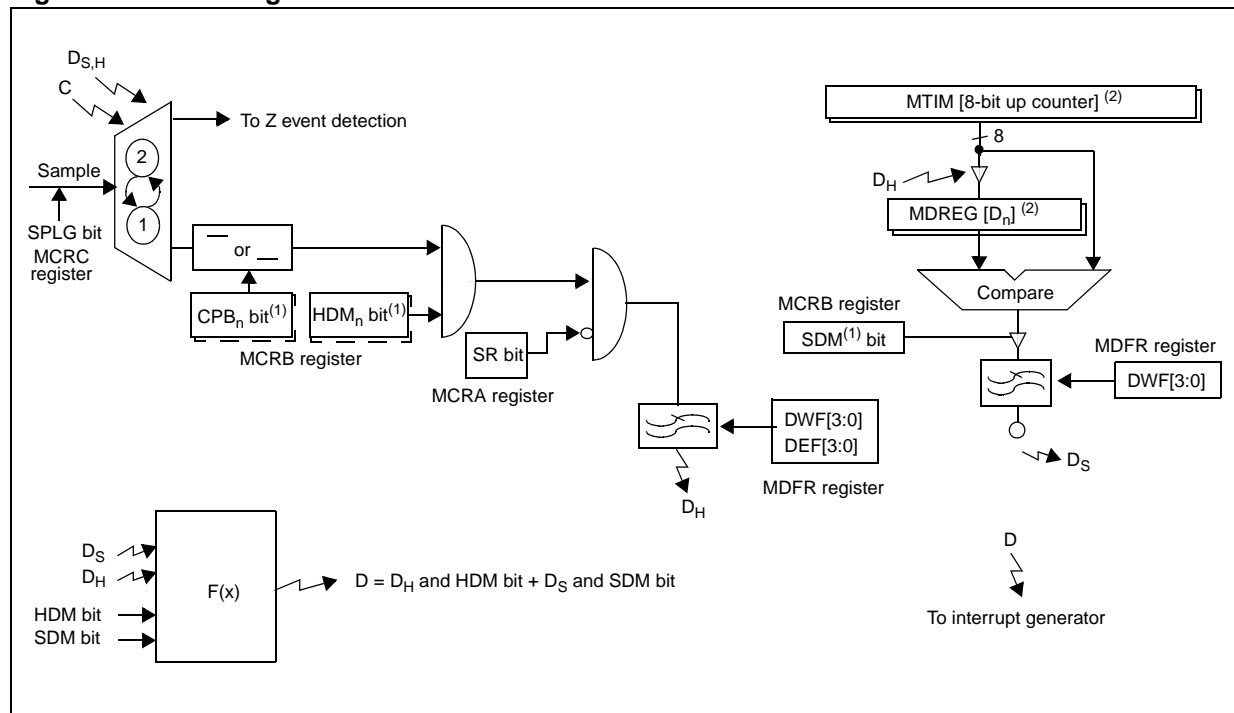 D_S,H
C
To Z event detection
2
Sample
1
SPLG bit
MCRC
register
or
CPB_n bit(1)
HDM_n bit(1)
MCRB register
SR bit
MCRA register
DWF[3:0]
DEF[3:0]
MDFR register
D_H
MTIM [8-bit up counter] (2)
8
D_H
MDREG [D_n] (2)
Compare
MCRB register
SDM(1) bit
MDFR register
DWF[3:0]
D_S
D_S
D_H
HDM bit
SDM bit
F(x)
D = D_H and HDM bit + D_S and SDM bit
D
To interrupt generator